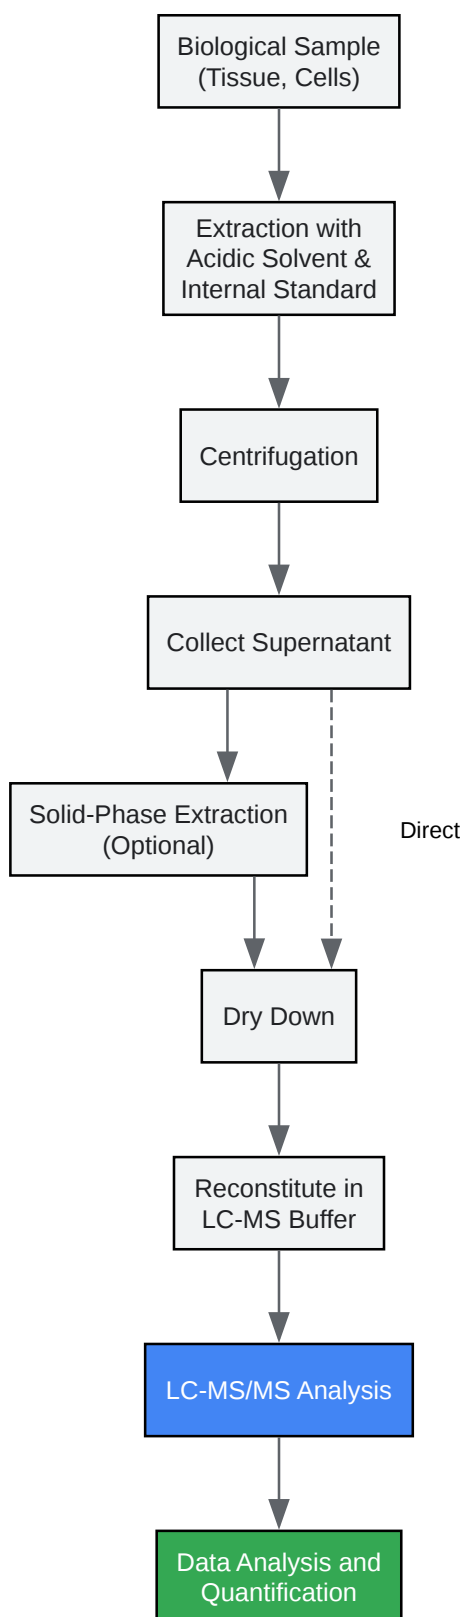 Biological Sample
(Tissue, Cells)
Extraction with
Acidic Solvent &
Internal Standard
Centrifugation
Collect Supernatant
Solid-Phase Extraction
(Optional)
Direct
Dry Down
Reconstitute in
LC-MS Buffer
LC-MS/MS Analysis
Data Analysis and
Quantification